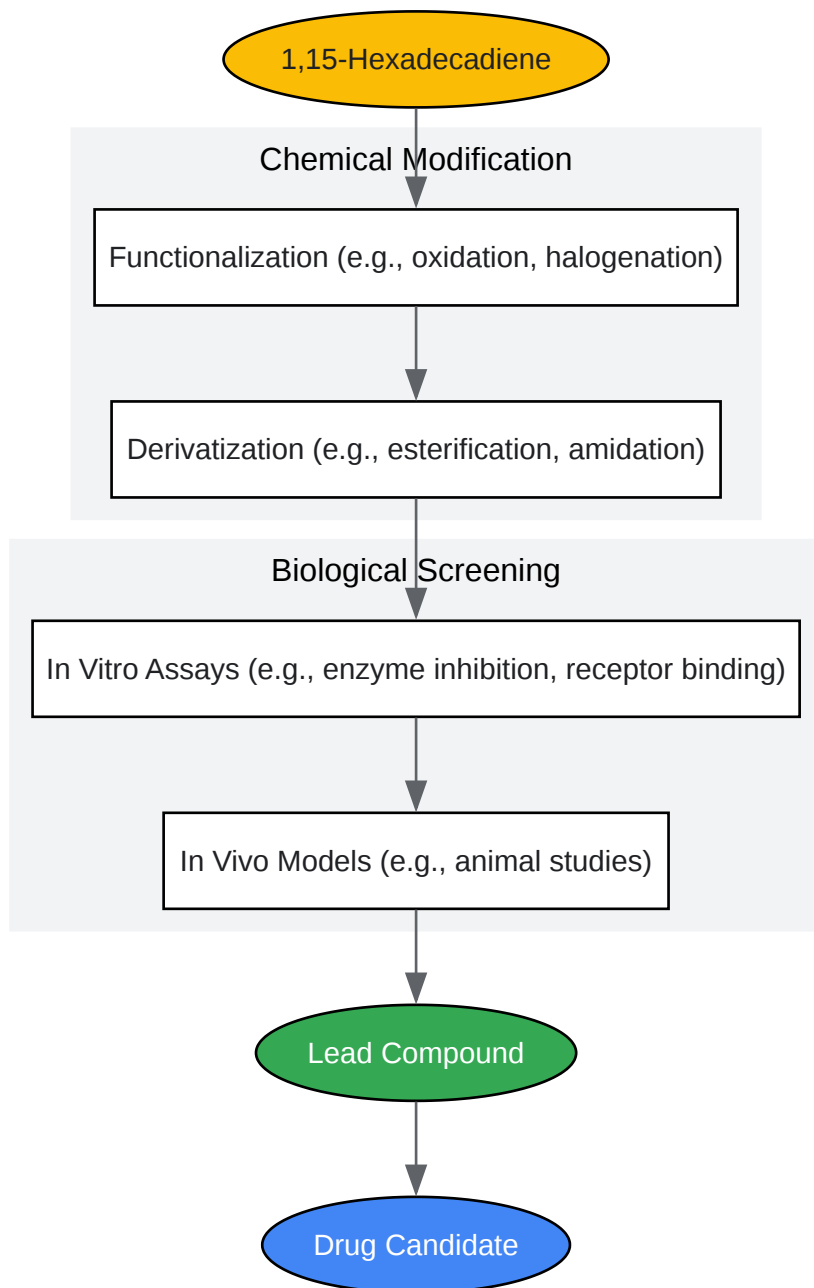 1,15-Hexadecadiene
Chemical Modification
Functionalization (e.g., oxidation, halogenation)
Derivatization (e.g., esterification, amidation)
Biological Screening
In Vitro Assays (e.g., enzyme inhibition, receptor binding)
In Vivo Models (e.g., animal studies)
Lead Compound
Drug Candidate